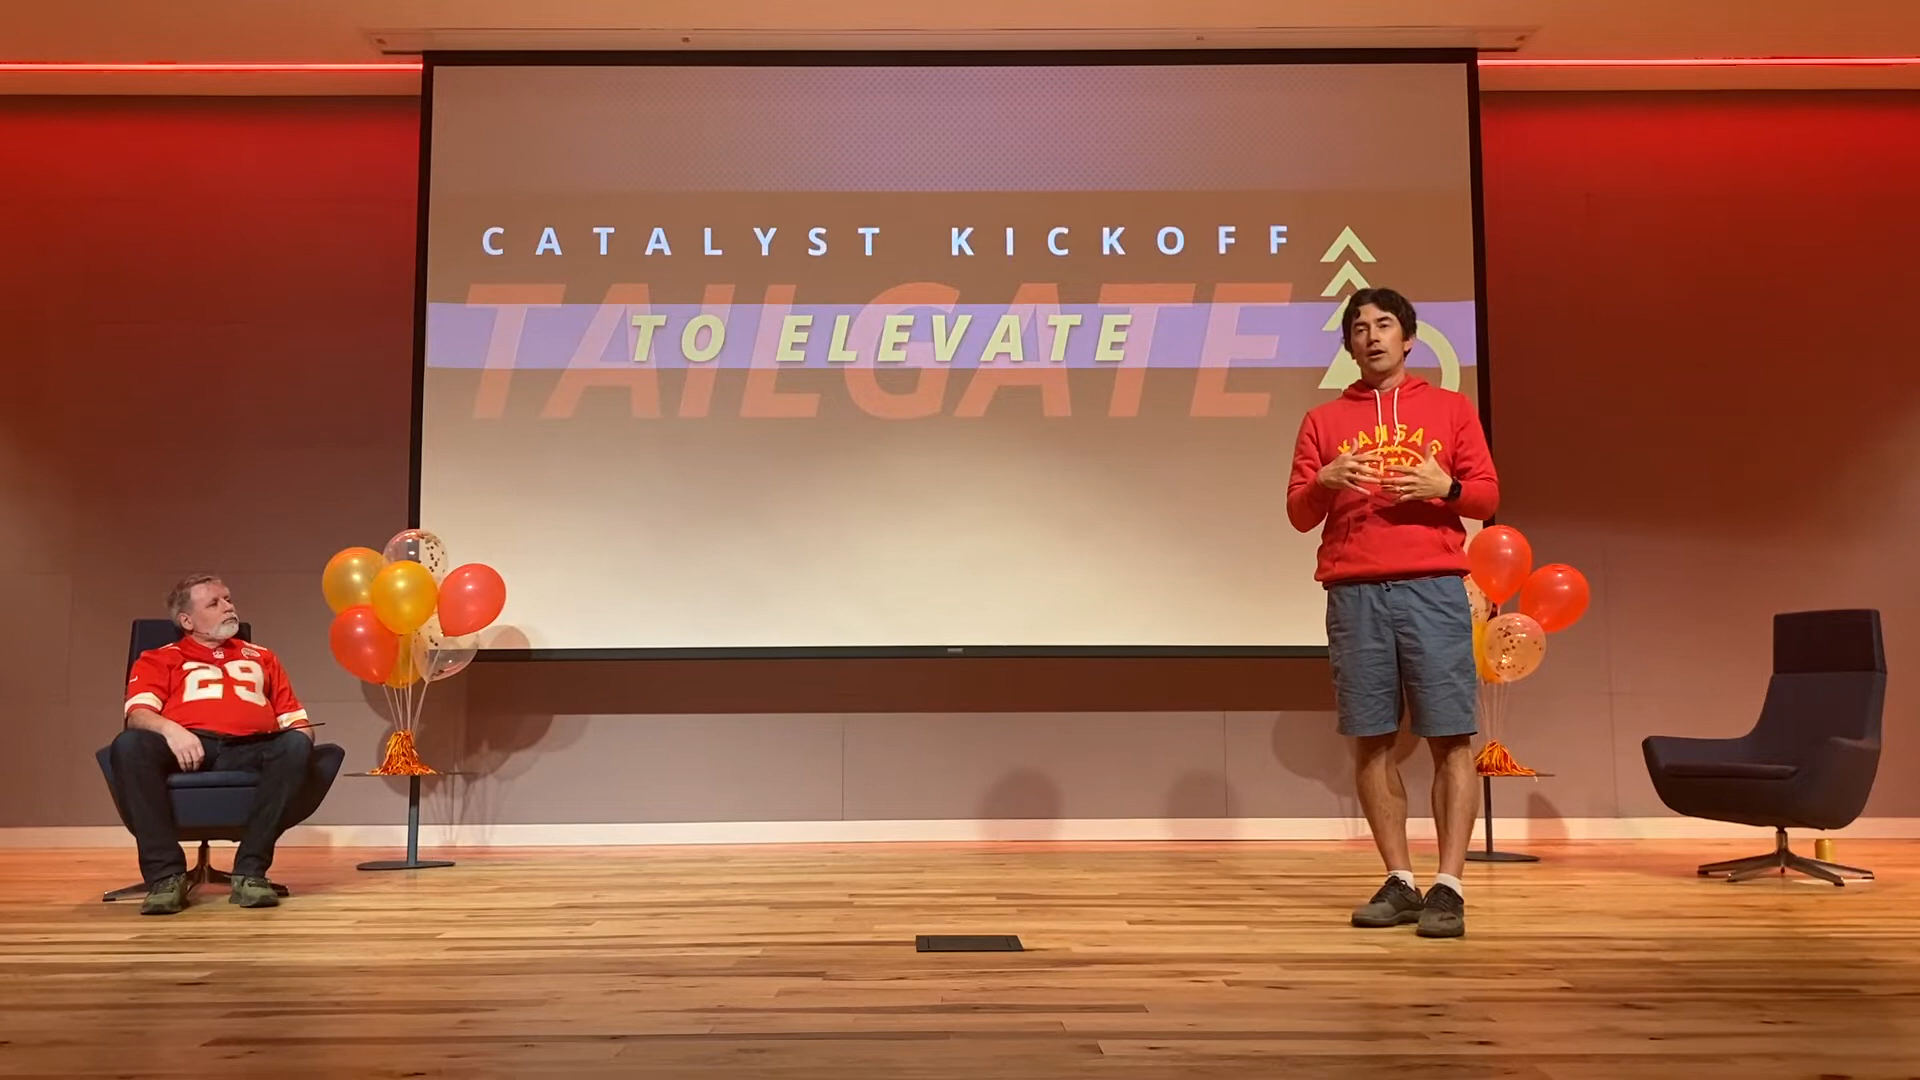 CATALYST KICKOFF
TAILGATE
TO ELEVATE
KANSAS
CITY
29